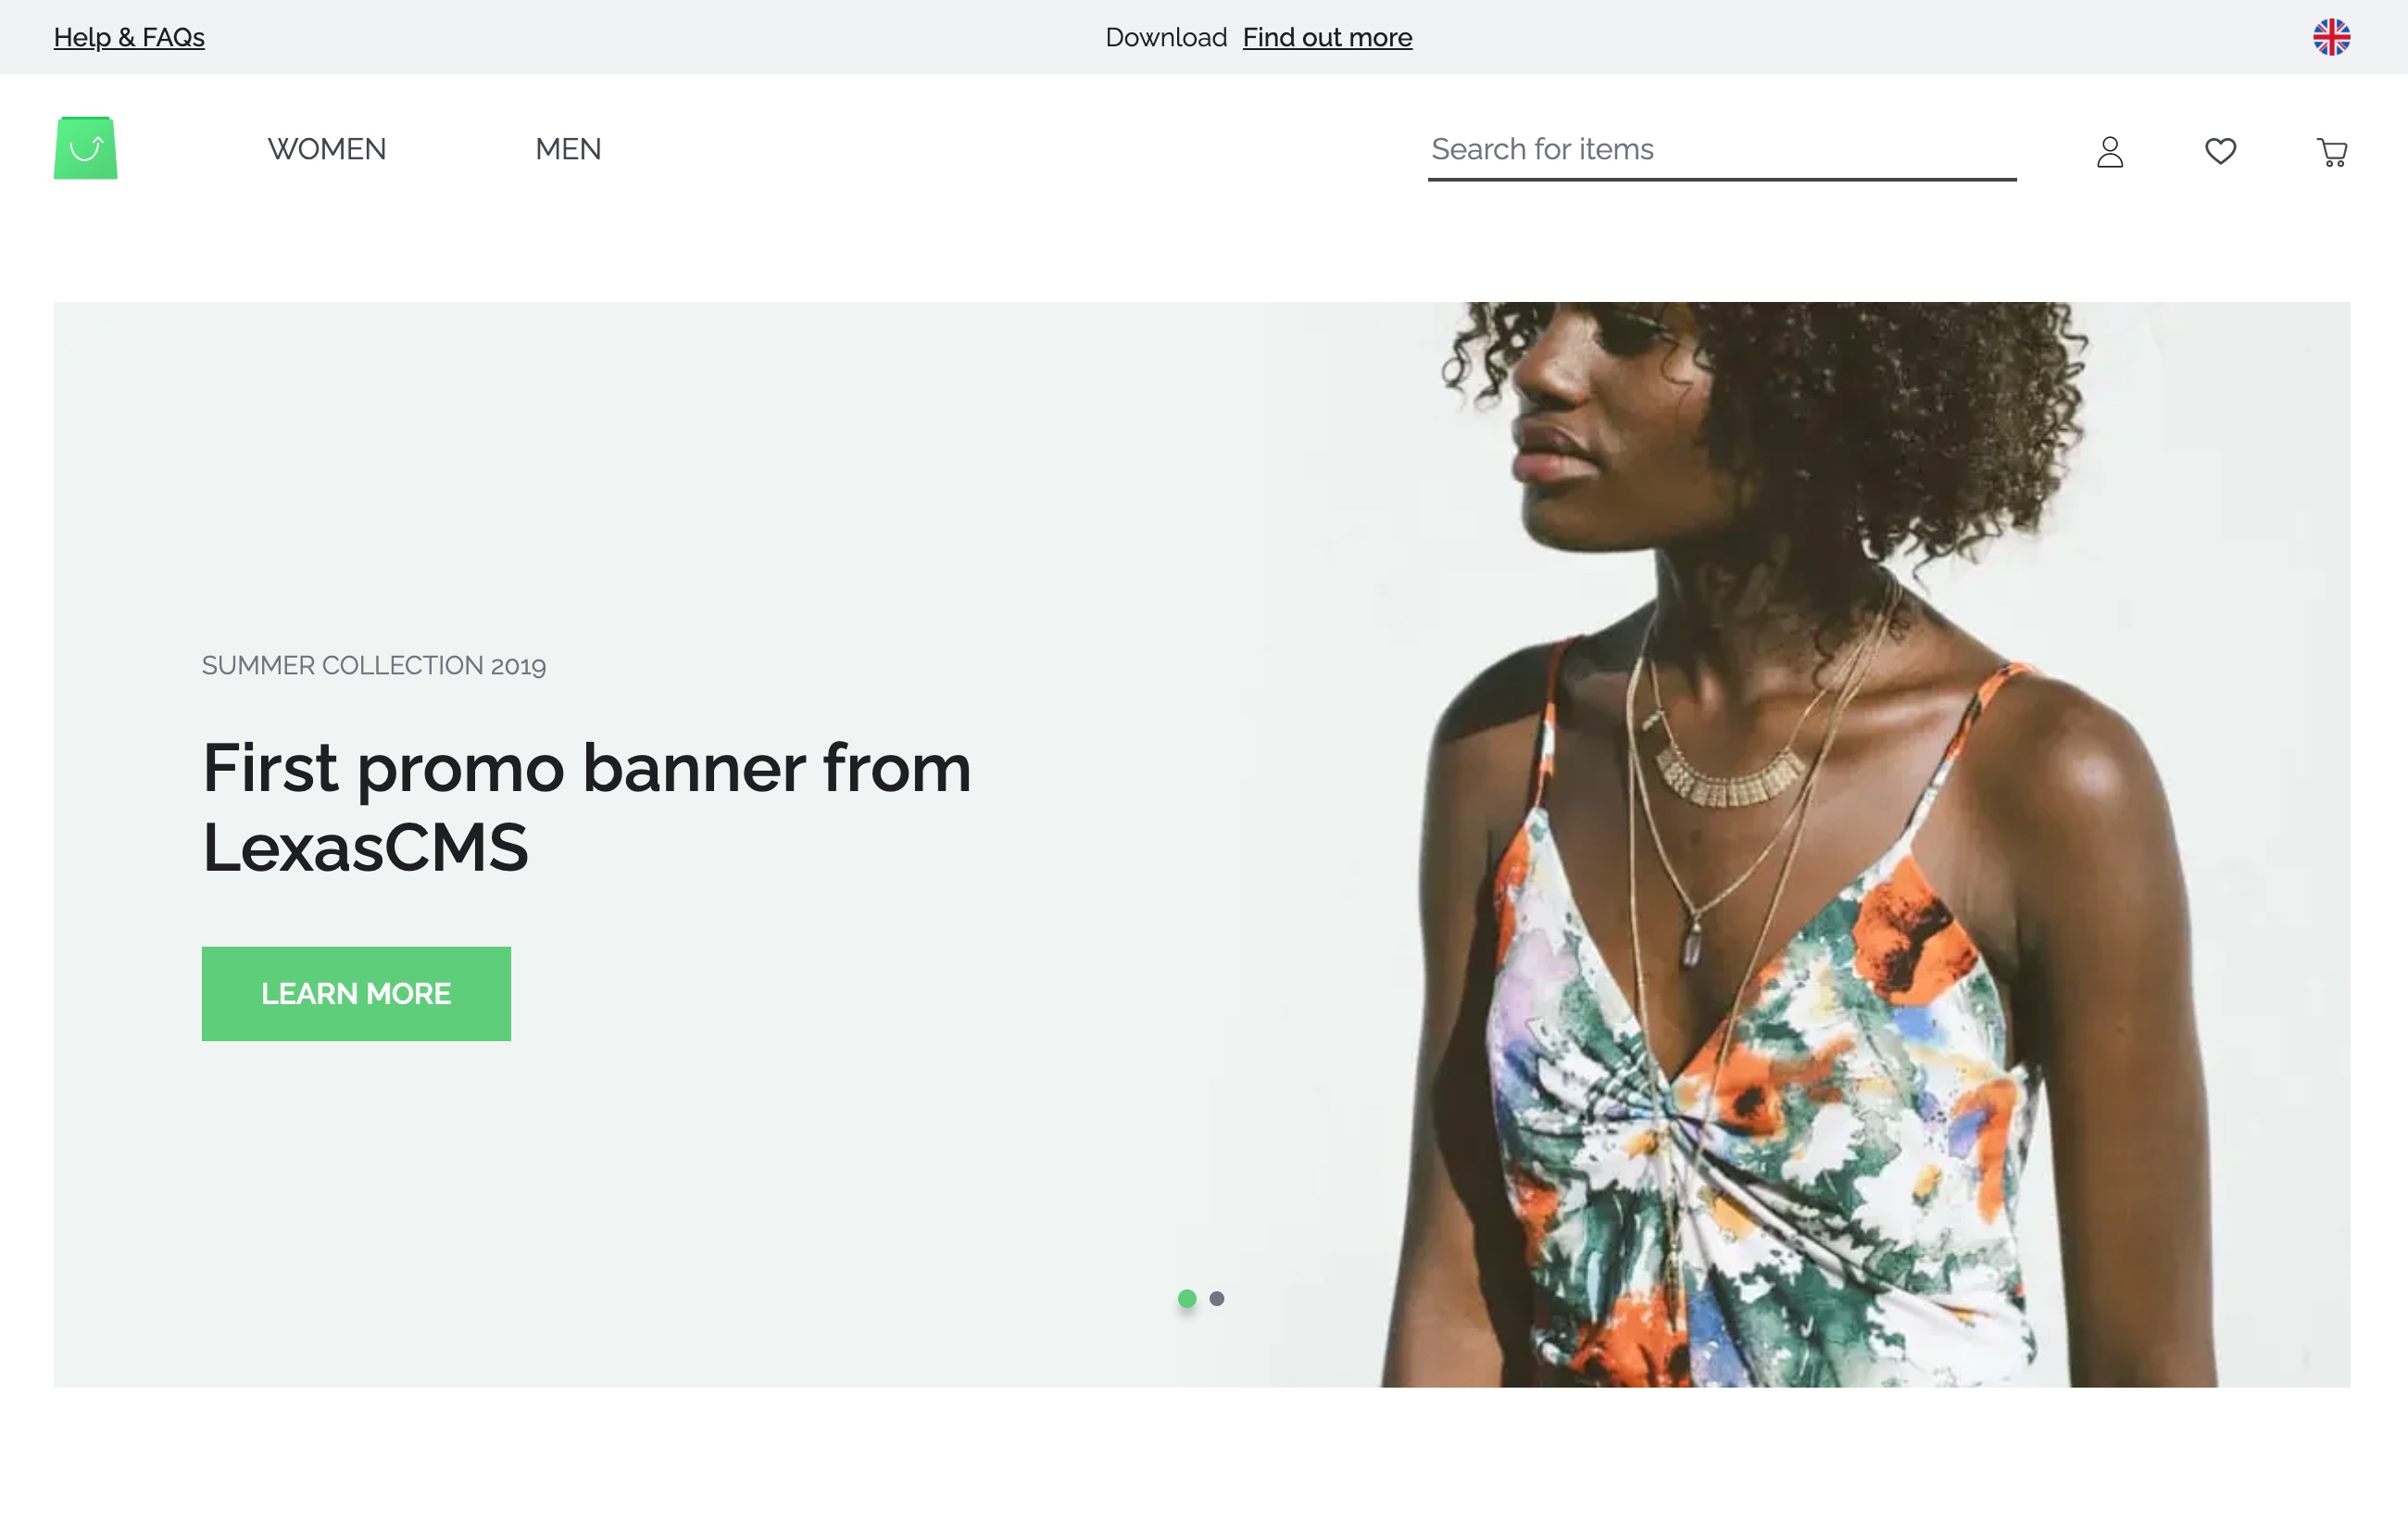 Help & FAQs
Download Find out more
WOMEN
MEN
Search for items
SUMMER COLLECTION 2019
First promo banner from
LexasCMS
LEARN MORE